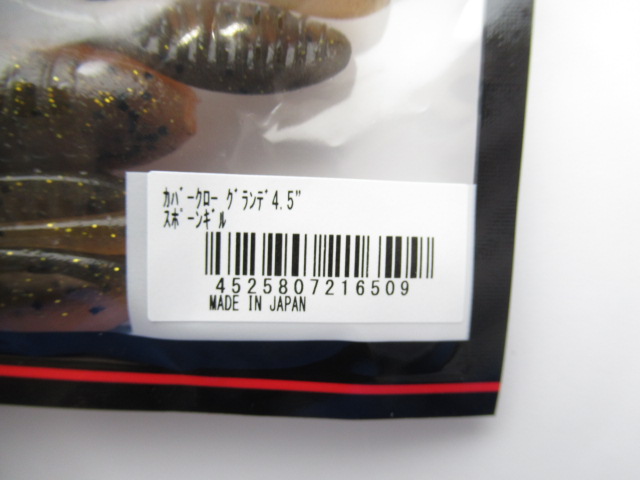 ｶﾊﾞｰｸﾛｰ ｸﾞﾗﾝﾃﾞ4.5"
ｽﾎﾟｰﾝｷﾞﾙ
4525807216509
MADE IN JAPAN